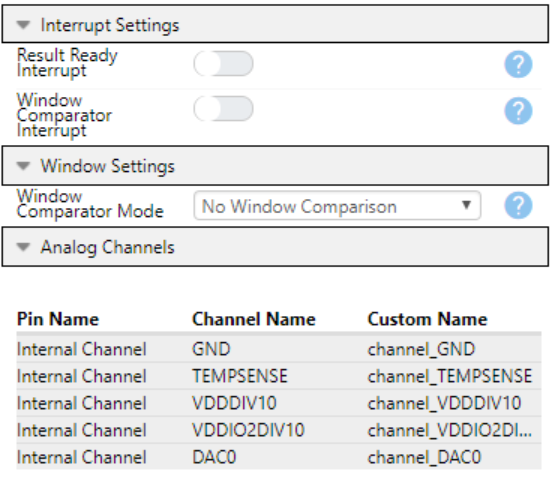 Interrupt Settings
Result Ready
Interrupt
?
Window
Comparator
Interrupt
?
Window Settings
Window
Comparator Mode
No Window Comparison
?
Analog Channels
Pin Name Channel Name Custom Name
Internal Channel GND channel_GND
Internal Channel TEMPSENSE channel_TEMPSENSE
Internal Channel VDDDIV10 channel_VDDDIV10
Internal Channel VDDIO2DIV10 channel_VDDIO2DI...
Internal Channel DAC0 channel_DAC0